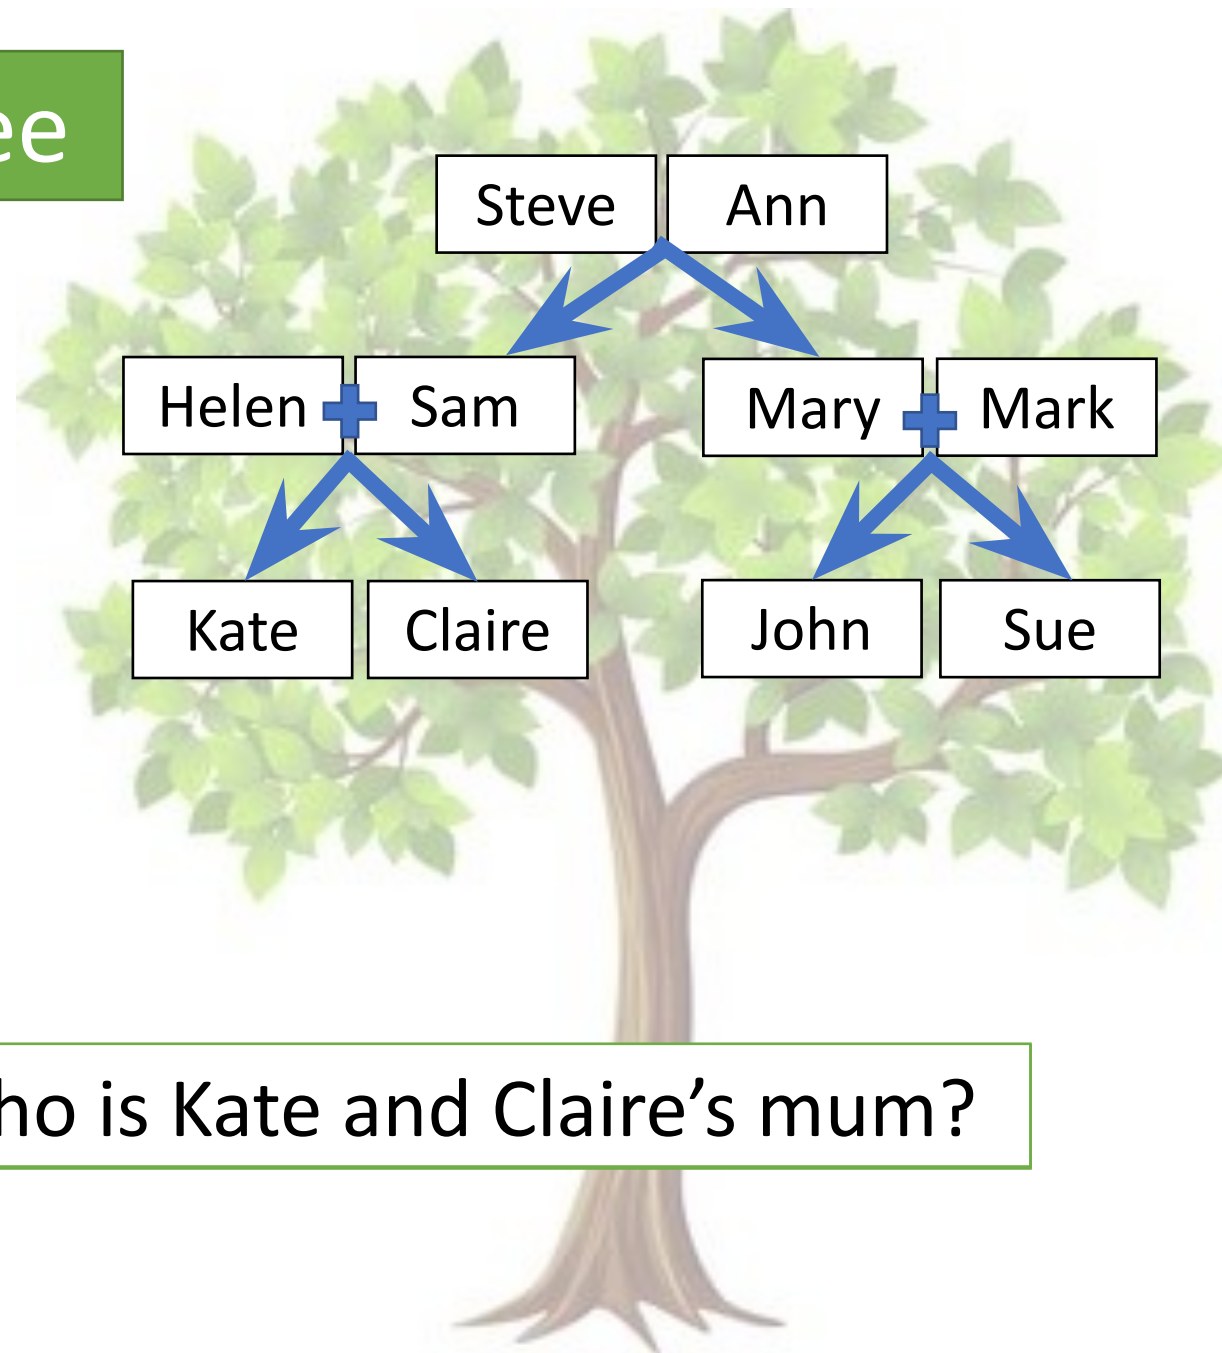 ee
Steve Ann
Helen Sam Mary Mark
Kate Claire John Sue
ho is Kate and Claire’s mum?